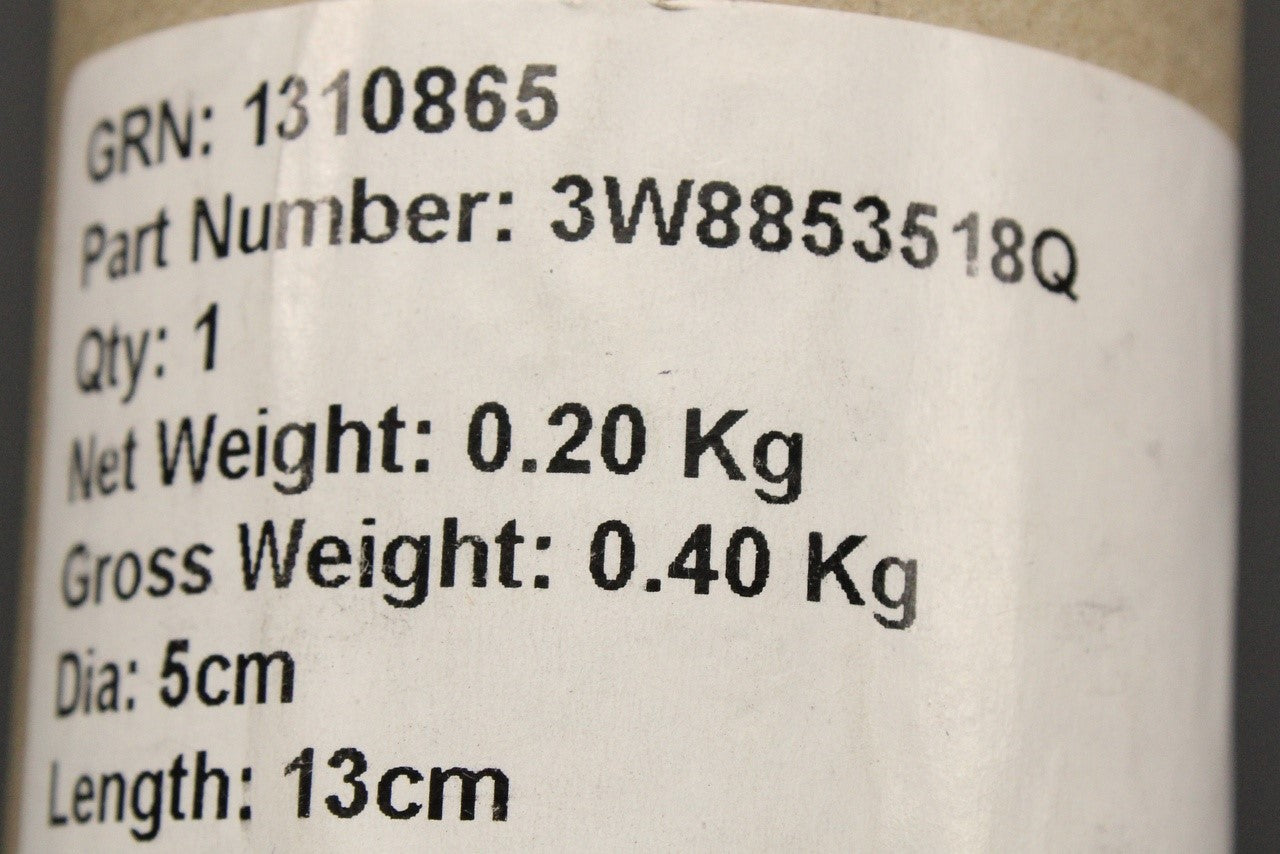 GRN: 1310865
Part Number: 3W8853518Q
Qty: 1
Net Weight: 0.20 Kg
Gross Weight: 0.40 Kg
Dia: 5cm
Length: 13cm